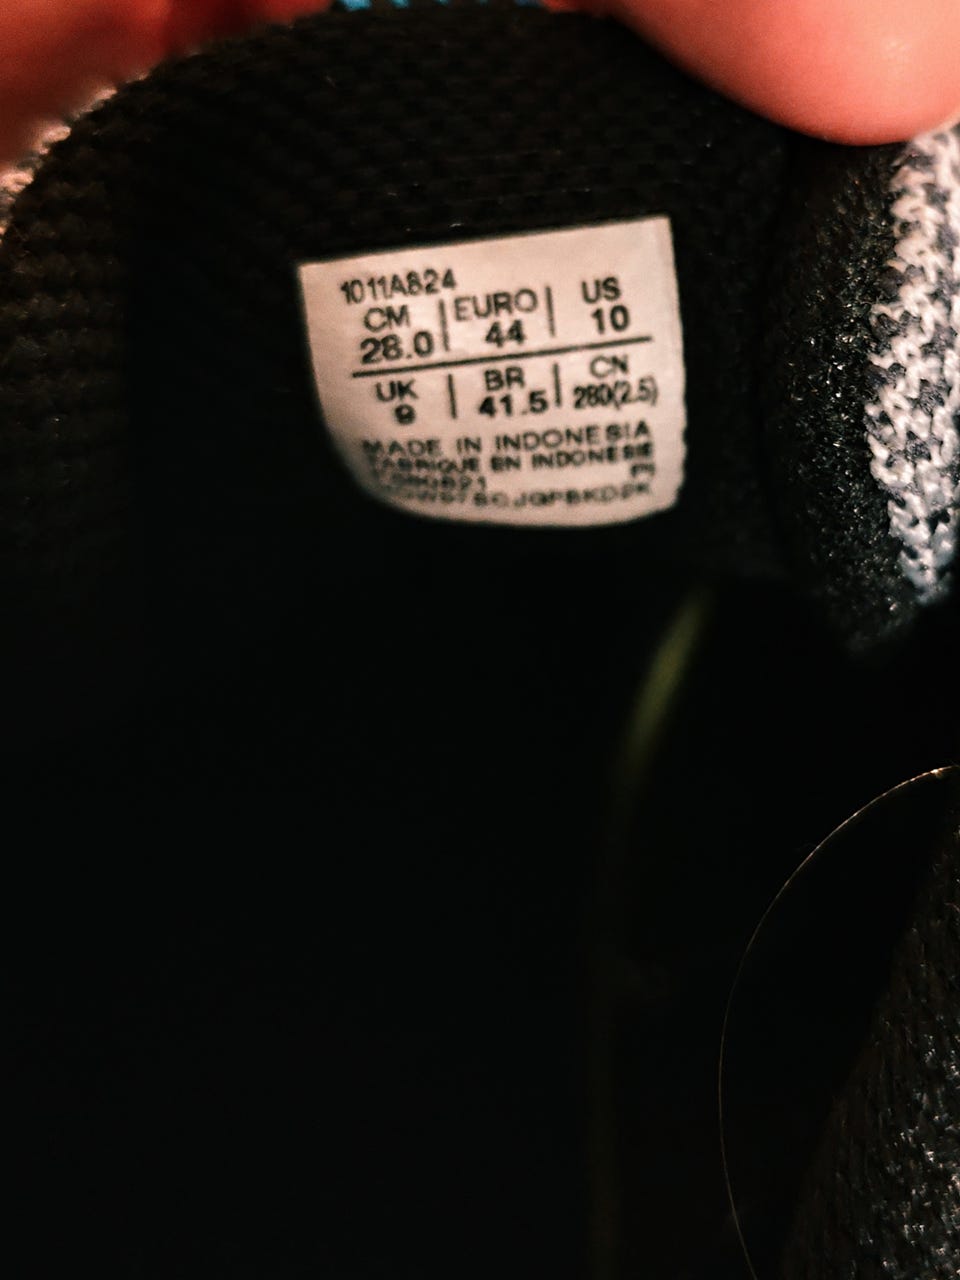 1011A824
CM | EURO | US
28.0 | 44 | 10
UK | BR | CN
9 | 41.5 | 280(2.5)
MADE IN INDONESIA
FABRIQUE EN INDONESIE